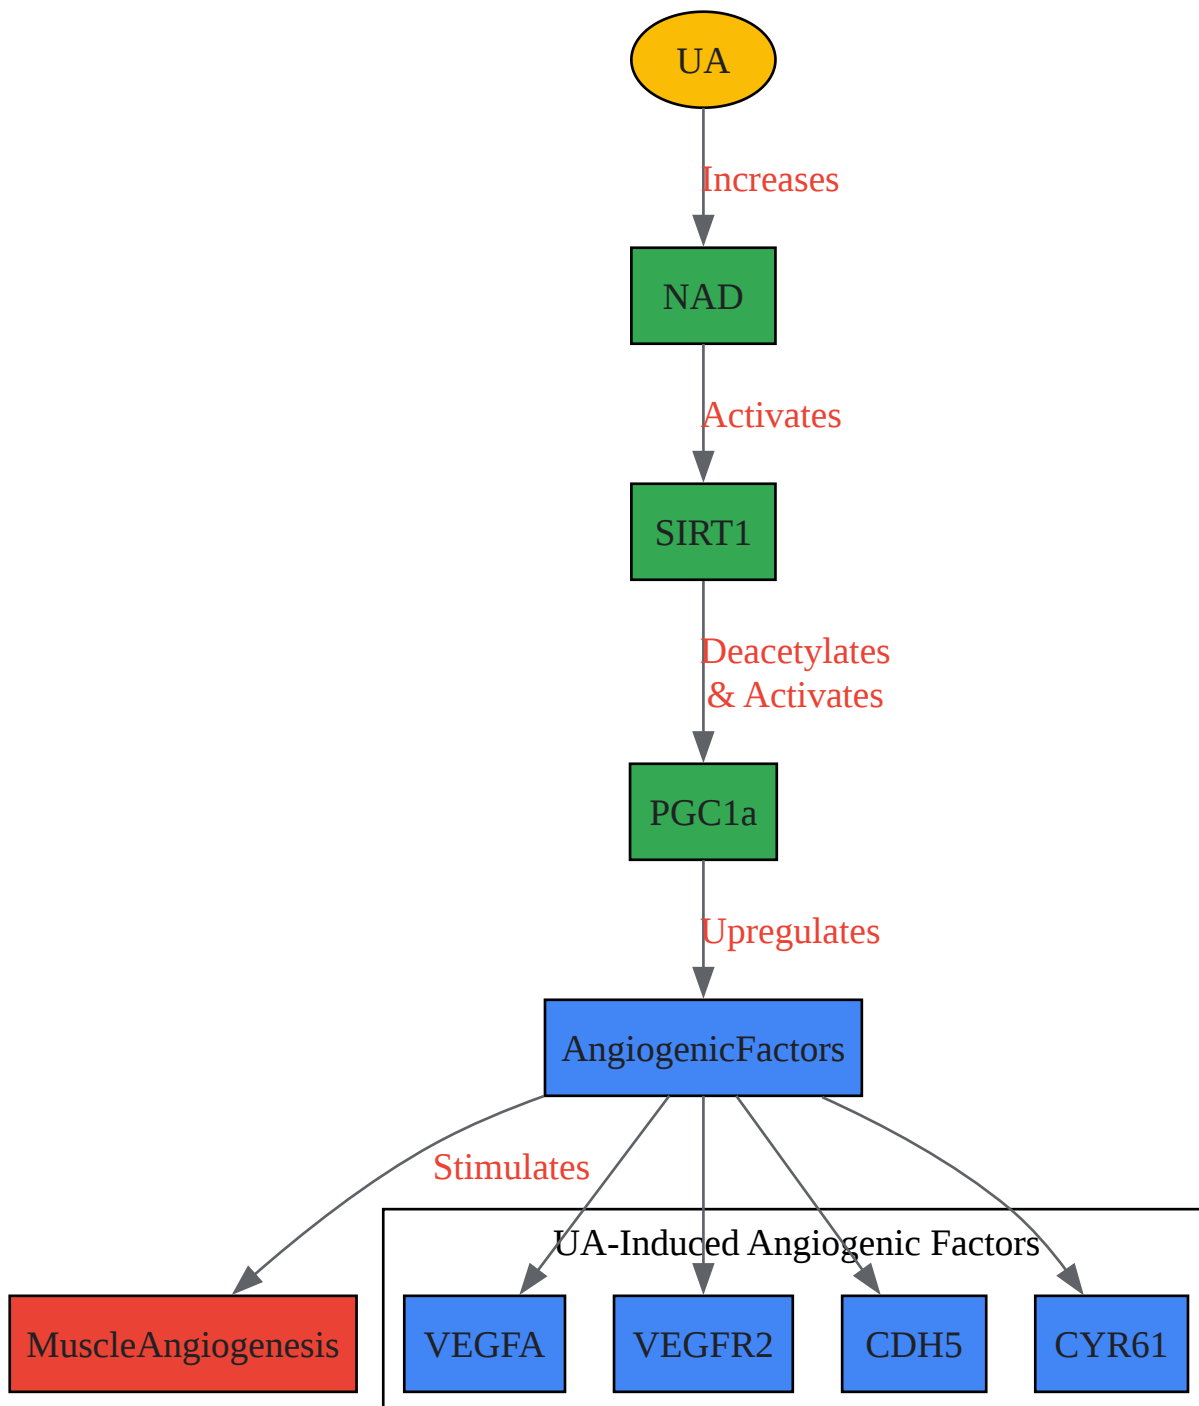 UA
Increases
NAD
Activates
SIRT1
Deacetylates
& Activates
PGC1a
Upregulates
AngiogenicFactors
Stimulates
UA-Induced Angiogenic Factors
MuscleAngiogenesis
VEGFA
VEGFR2
CDH5
CYR61